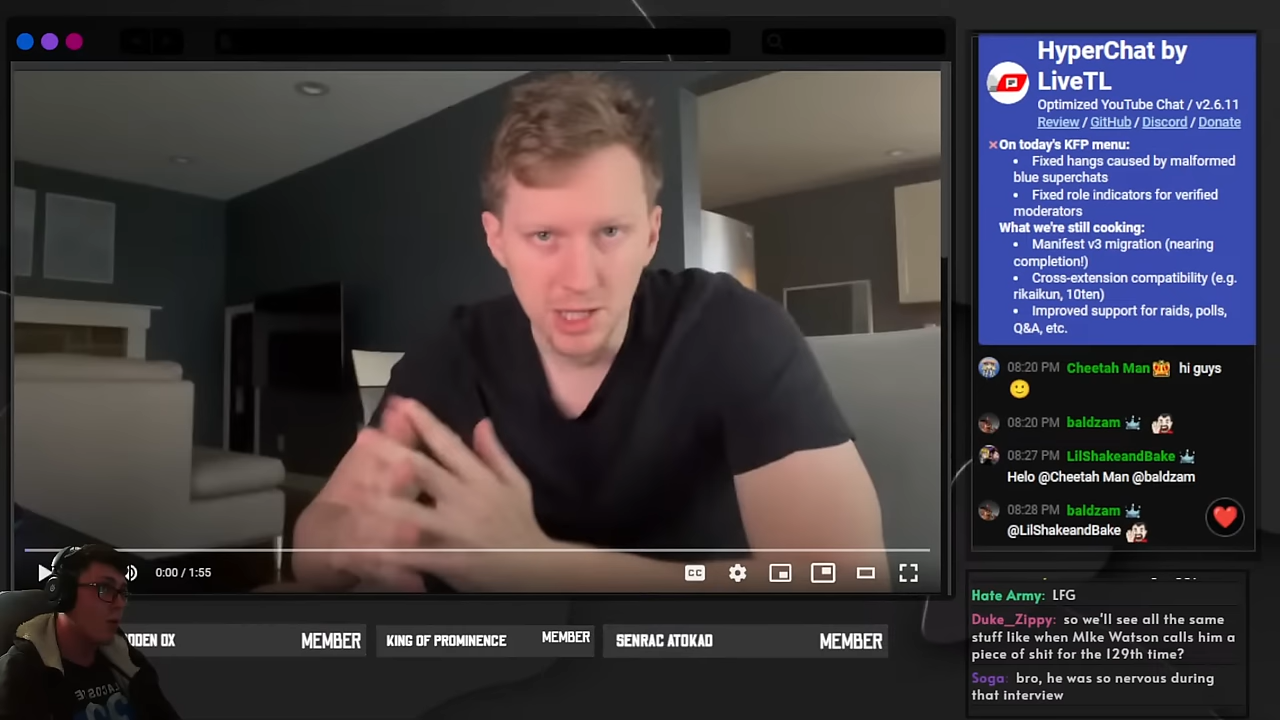 HyperChat by
LiveTL
Optimized YouTube Chat / v2.6.11
Review / GitHub / Discord / Donate
On today's KFP menu:
• Fixed hangs caused by malformed
blue superchats
• Fixed role indicators for verified
moderators
What we're still cooking:
• Manifest v3 migration (nearing
completion!)
• Cross-extension compatibility (e.g.
rikaikun, 10ten)
• Improved support for raids, polls,
Q&A, etc.
08:20 PM Cheetah Man hi guys
08:20 PM baldzam
08:27 PM LilShakeandBake
Helo @Cheetah Man @baldzam
08:28 PM baldzam
@LilShakeandBake
0:00 / 1:55
CC
MEMBER
KING OF PROMINENCE MEMBER
SENRAC ATOKAD MEMBER
Hate Army: LFG
Duke_Zippy: so we'll see all the same
stuff like when MIke Watson calls him a
piece of shit for the 129th time?
Soga: bro, he was so nervous during
that interview